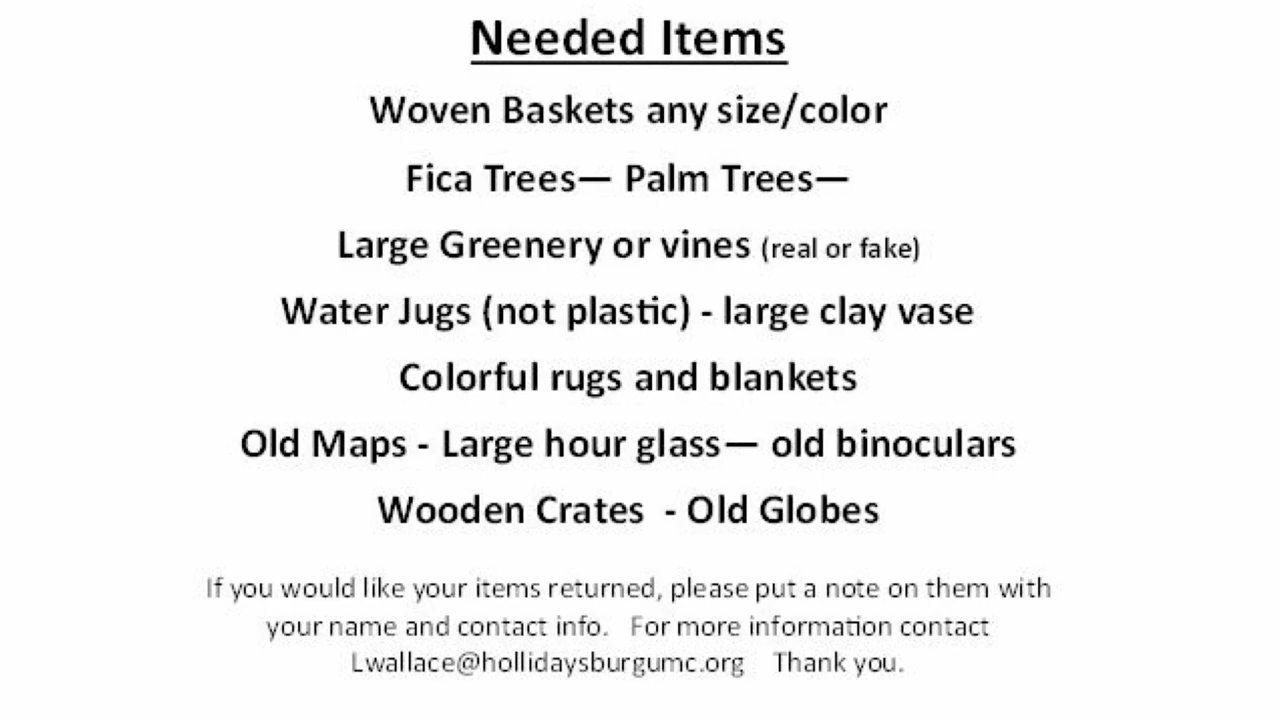 Needed Items
Woven Baskets any size/color
Fica Trees— Palm Trees—
Large Greenery or vines (real or fake)
Water Jugs (not plastic) - large clay vase
Colorful rugs and blankets
Old Maps - Large hour glass— old binoculars
Wooden Crates  - Old Globes
If you would like your items returned, please put a note on them with
your name and contact info.   For more information contact
Lwallace@hollidaysburgumc.org    Thank you.